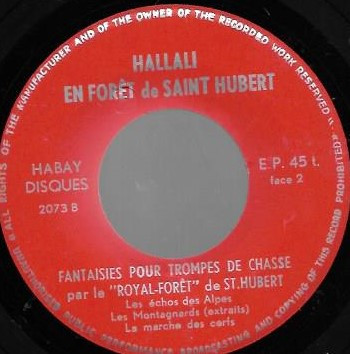 ALL RIGHTS OF THE MANUFACTURER AND OF THE OWNER OF THE RECORDED WORK RESERVED
UNAUTHORISED PUBLIC PERFORMANCE BROADCASTING AND COPYING OF THIS RECORD PROHIBITED
HALLALI
EN FORÊT de SAINT HUBERT
HABAY
DISQUES
2073 B
E.P. 45 t.
face 2
FANTAISIES POUR TROMPES DE CHASSE
par le "ROYAL-FORÊT" de ST.HUBERT
Les échos des Alpes
Les Montagnards (extraits)
La marche des cerfs